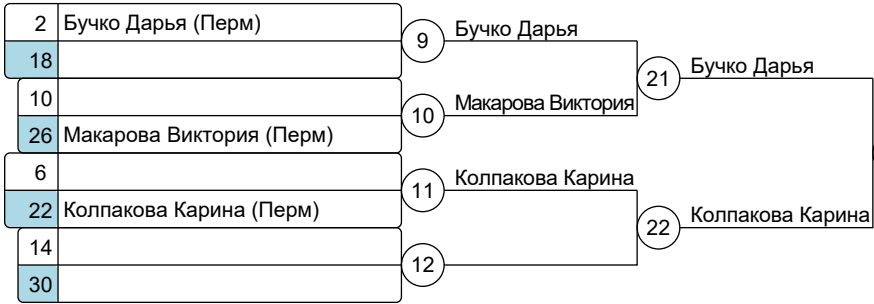 2 Бучко Дарья (Перм)
18
10
26 Макарова Виктория (Перм)
6
22 Колпакова Карина (Перм)
14
30
9 Бучко Дарья
10 Макарова Виктория
11 Колпакова Карина
12
21 Бучко Дарья
22 Колпакова Карина